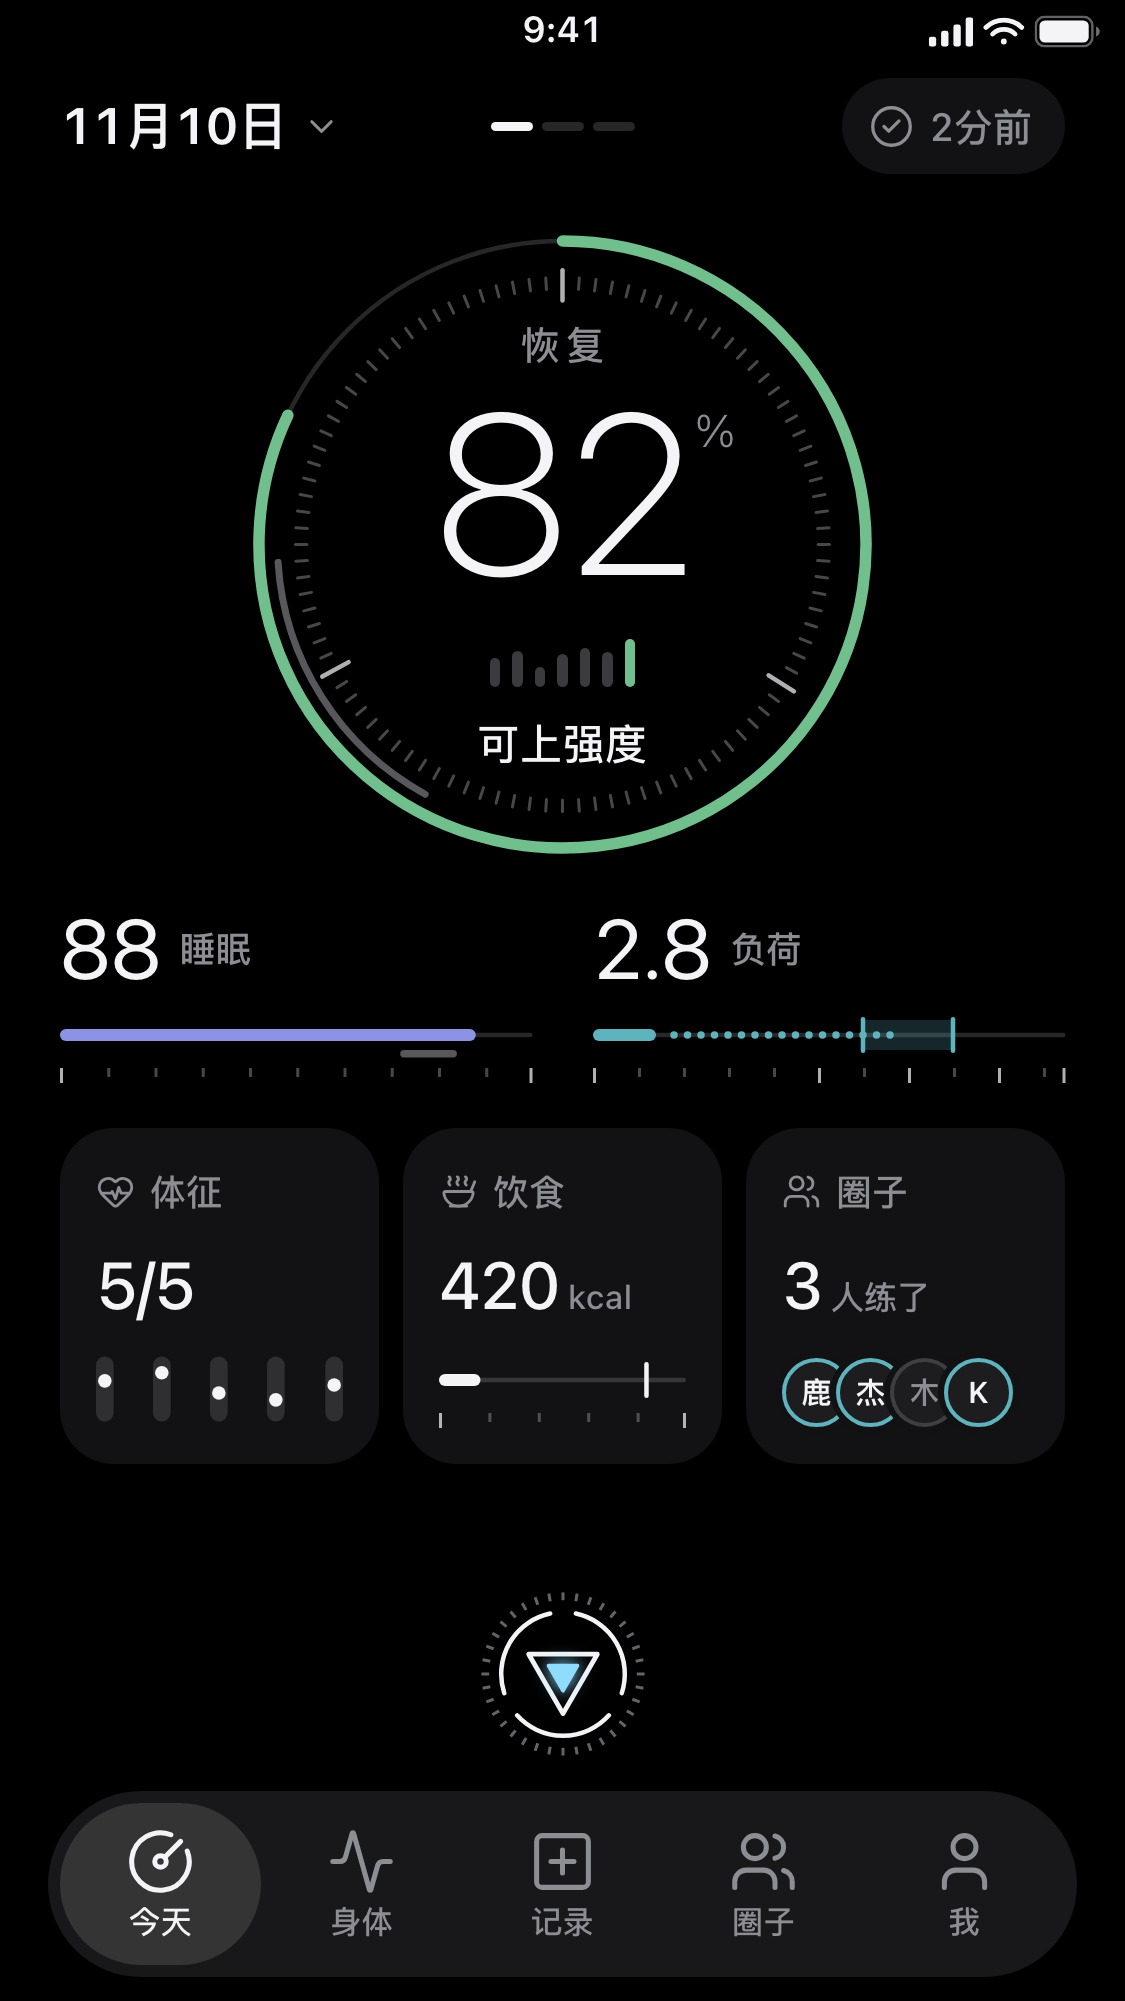 9:41
11月10日
2分前
恢复
82%
可上强度
88 睡眠
2.8 负荷
体征
5/5
饮食
420 kcal
圈子
3 人练了
鹿 杰 木 K
今天
身体
记录
圈子
我